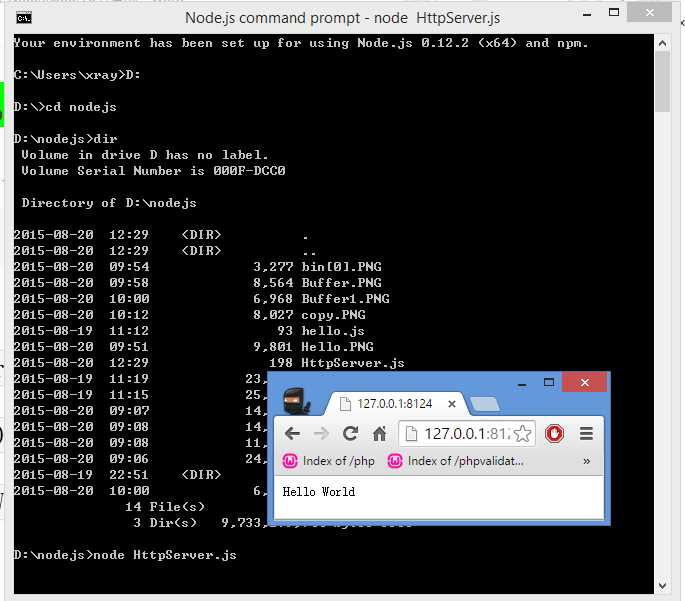 Node.js command prompt - node HttpServer.js
Your environment has been set up for using Node.js 0.12.2 (x64) and npm.
C:\Users\xray>D:
D:\>cd nodejs
D:\nodejs>dir
Volume in drive D has no label.
Volume Serial Number is 000F-DCC0
Directory of D:\nodejs
2015-08-20 12:29 <DIR> .
2015-08-20 12:29 <DIR> ..
2015-08-20 09:54 3,277 bin[0].PNG
2015-08-20 09:58 8,564 Buffer.PNG
2015-08-20 10:00 6,968 Buffer1.PNG
2015-08-20 10:12 8,027 copy.PNG
2015-08-19 11:12 93 hello.js
2015-08-20 09:51 9,801 Hello.PNG
2015-08-20 12:29 198 HttpServer.js
2015-08-19 11:19 23,
2015-08-19 11:15 25,
2015-08-20 09:07 14,
2015-08-20 09:08 14,
2015-08-20 09:08 11,
2015-08-20 09:06 24,
2015-08-19 22:51 <DIR>
2015-08-20 10:00 6,
14 File(s)
3 Dir(s) 9,733,
D:\nodejs>node HttpServer.js
127.0.0.1:8124
127.0.0.1:812
Index of /php
Index of /phpvalidat...
»
Hello World